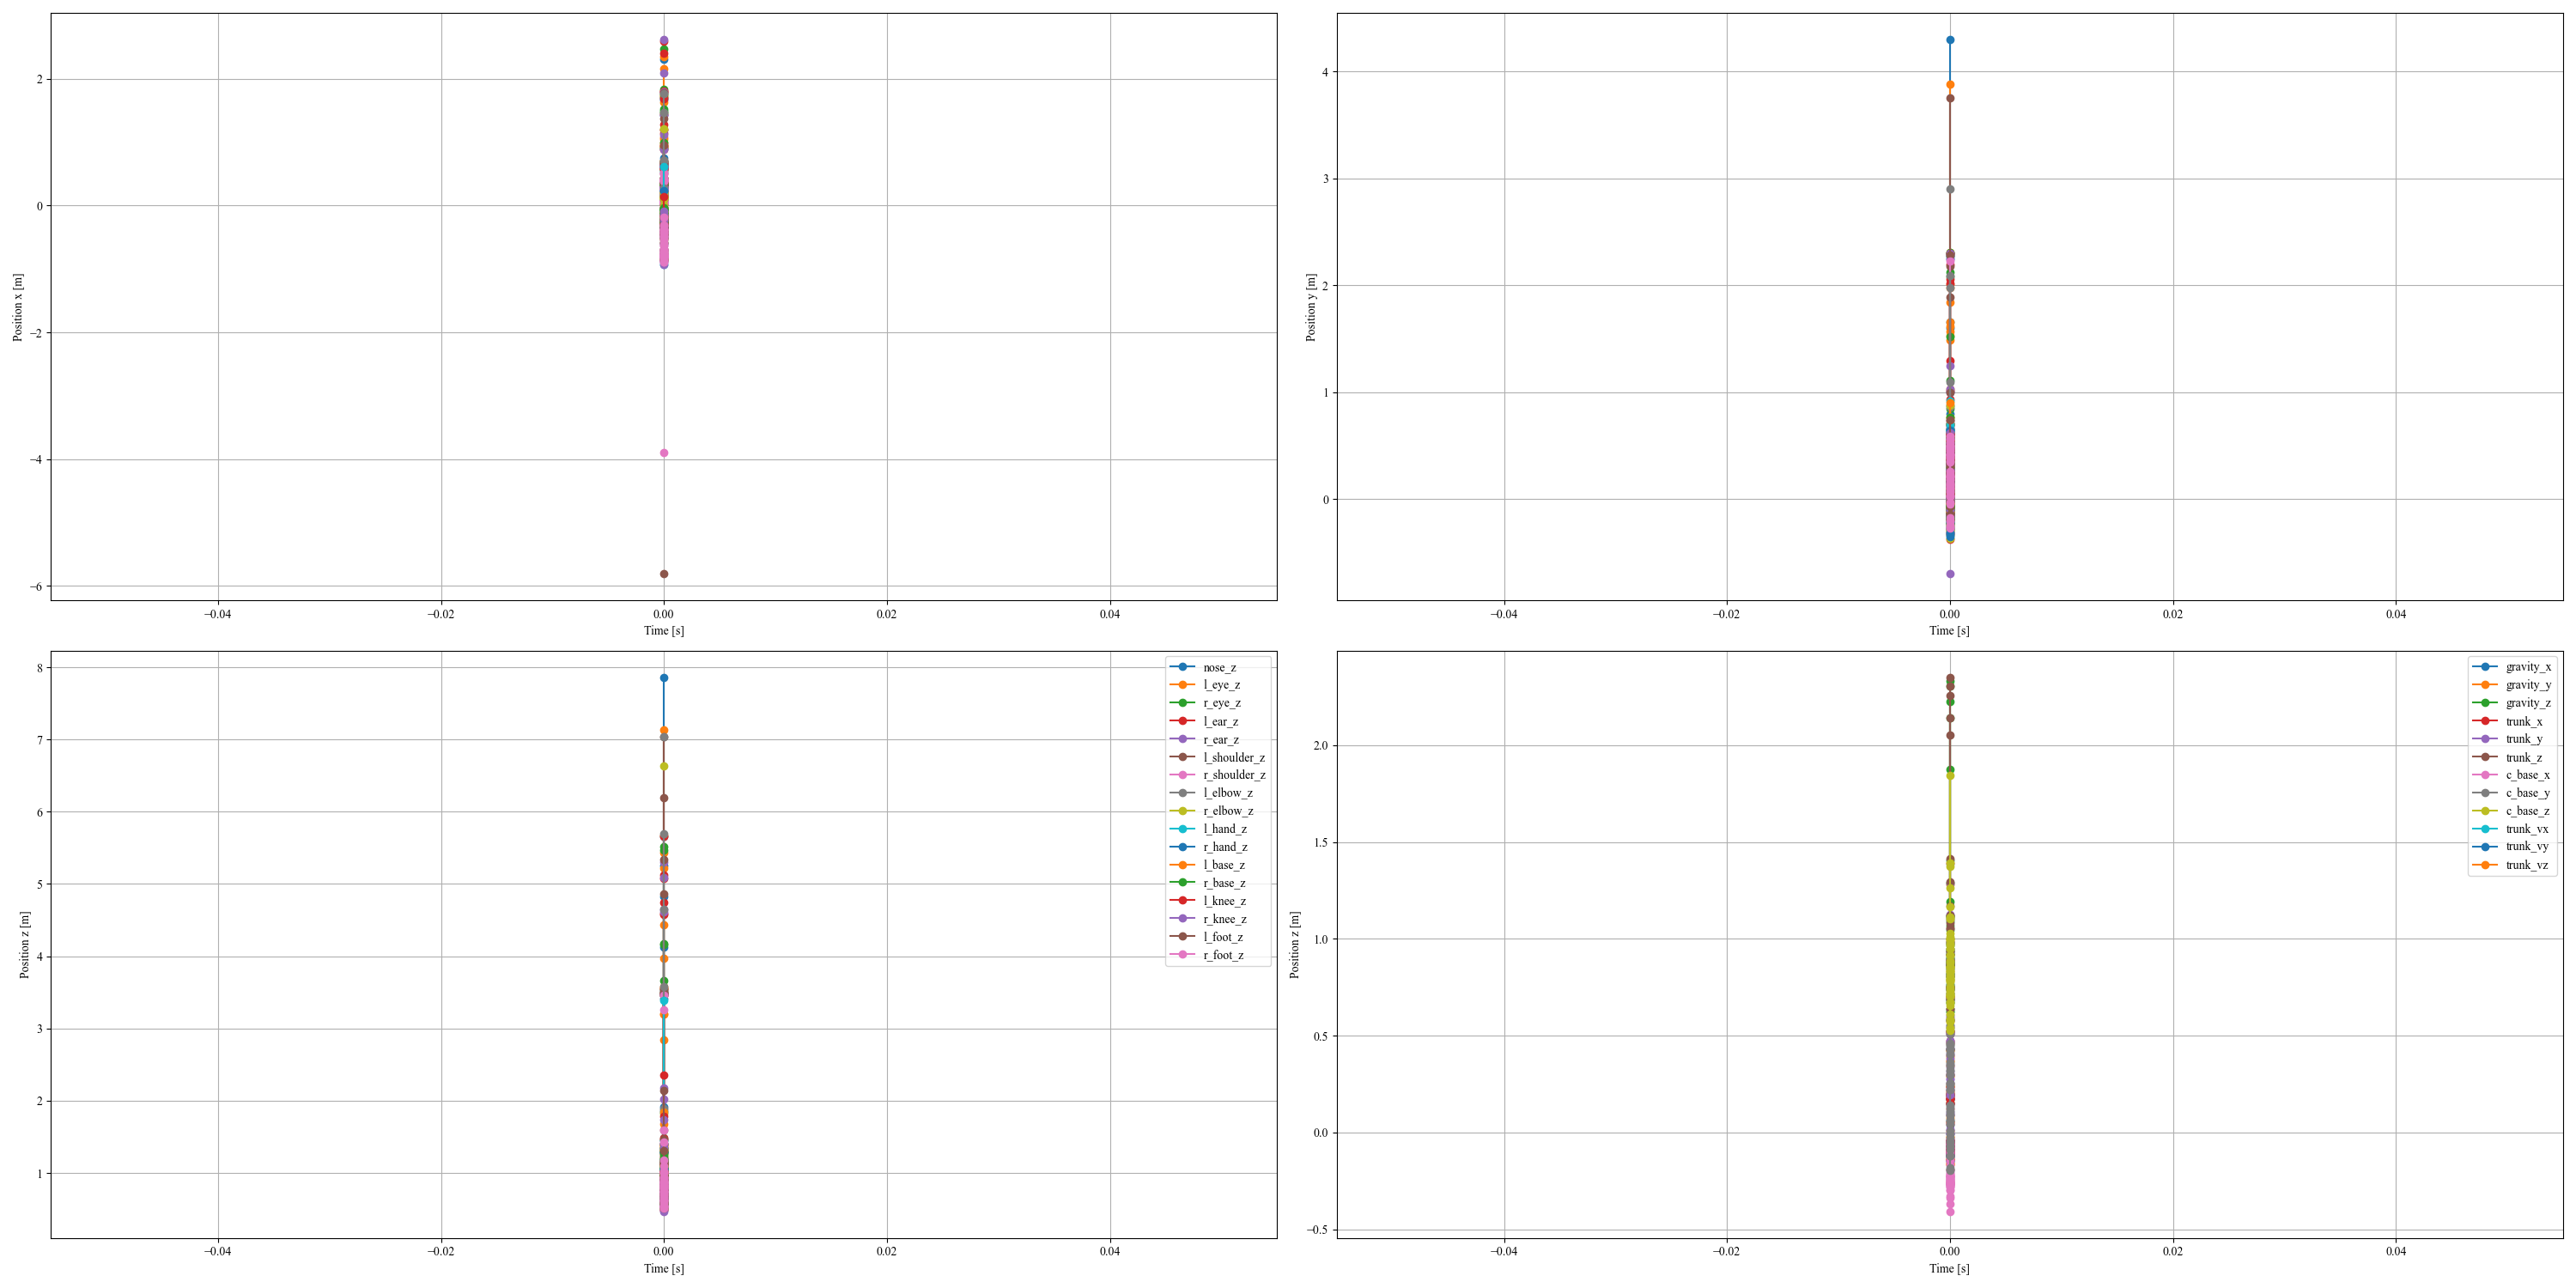 2
0
−2
−4
−6
Position x [m]
−0.04 −0.02 0.00 0.02 0.04
Time [s]
4
3
2
1
0
Position y [m]
−0.04 −0.02 0.00 0.02 0.04
Time [s]
8
7
6
5
4
3
2
1
Position z [m]
nose_z
l_eye_z
r_eye_z
l_ear_z
r_ear_z
l_shoulder_z
r_shoulder_z
l_elbow_z
r_elbow_z
l_hand_z
r_hand_z
l_base_z
r_base_z
l_knee_z
r_knee_z
l_foot_z
r_foot_z
−0.04 −0.02 0.00 0.02 0.04
Time [s]
2.0
1.5
1.0
0.5
0.0
−0.5
Position z [m]
gravity_x
gravity_y
gravity_z
trunk_x
trunk_y
trunk_z
c_base_x
c_base_y
c_base_z
trunk_vx
trunk_vy
trunk_vz
−0.04 −0.02 0.00 0.02 0.04
Time [s]